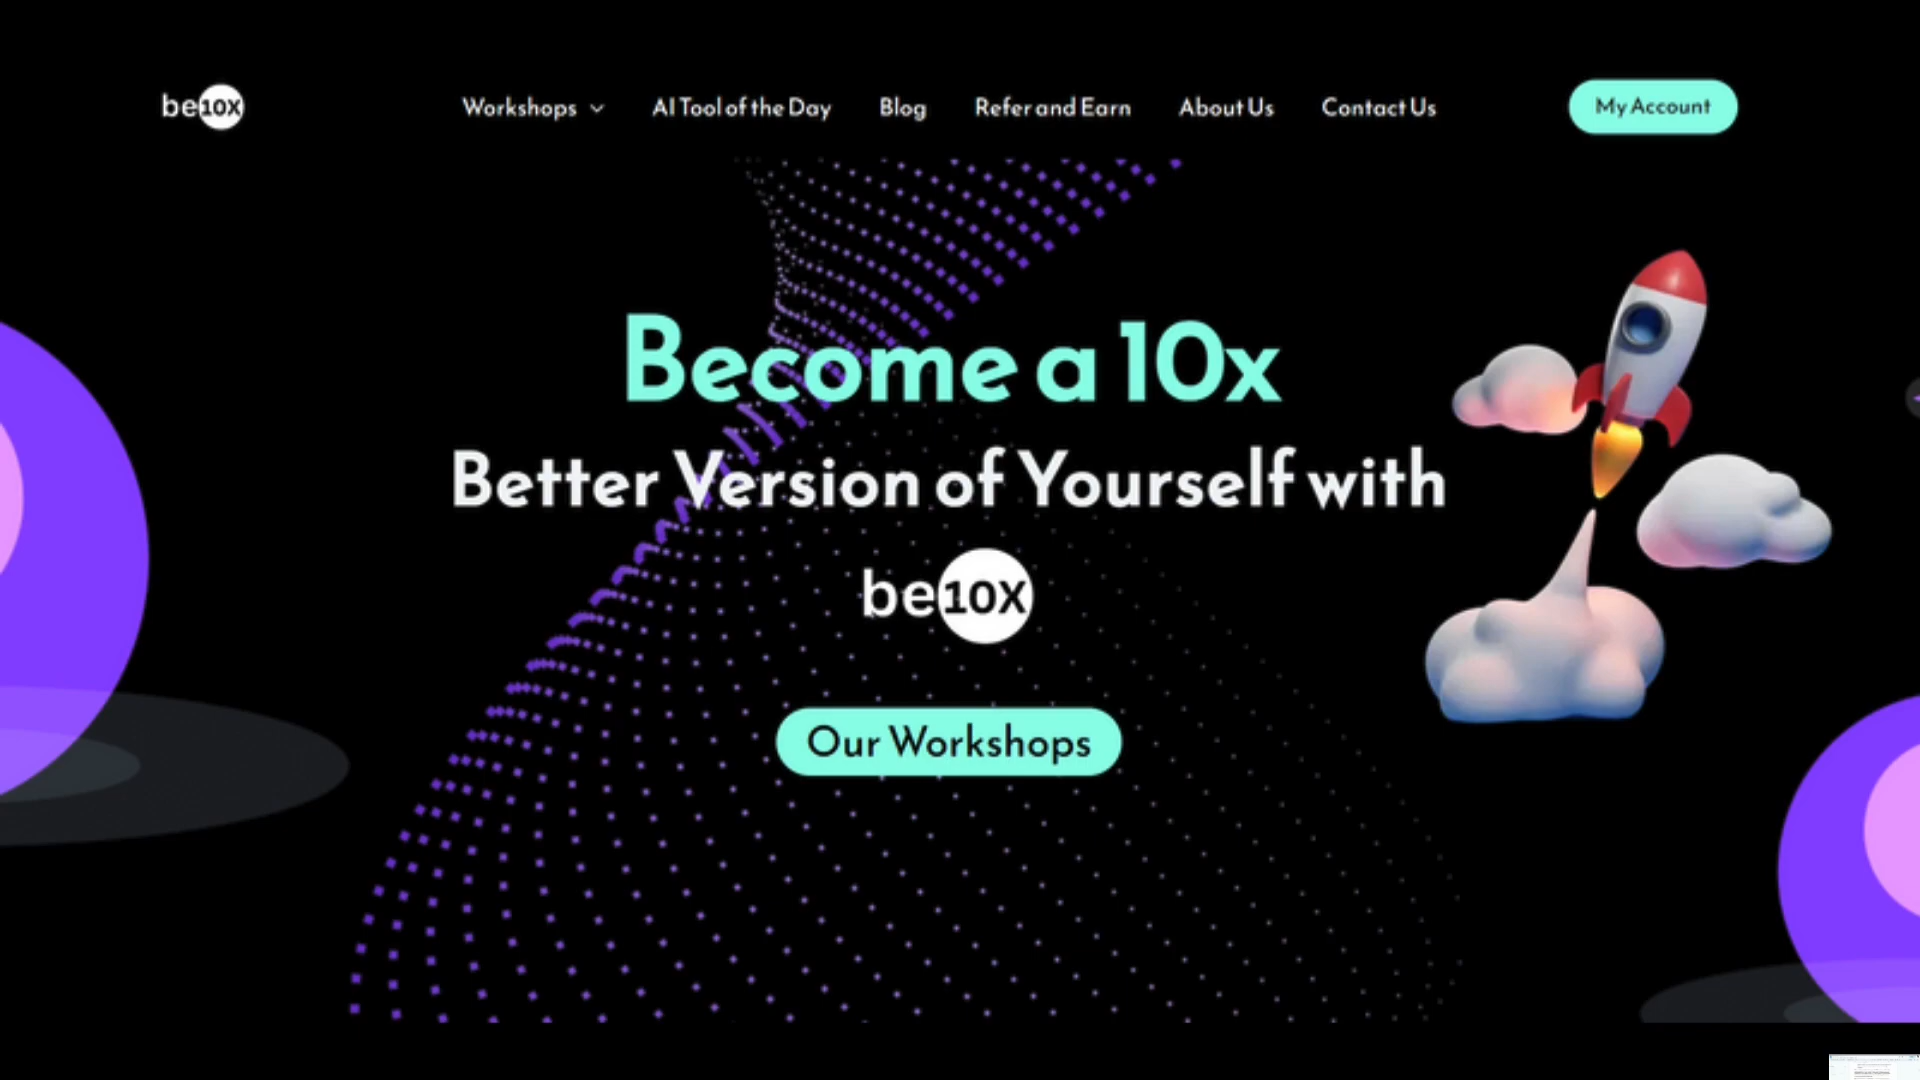 be10X
Workshops
AI Tool of the Day
Blog
Refer and Earn
About Us
Contact Us
My Account
Become a 10x
Better Version of Yourself with
be10X
Our Workshops